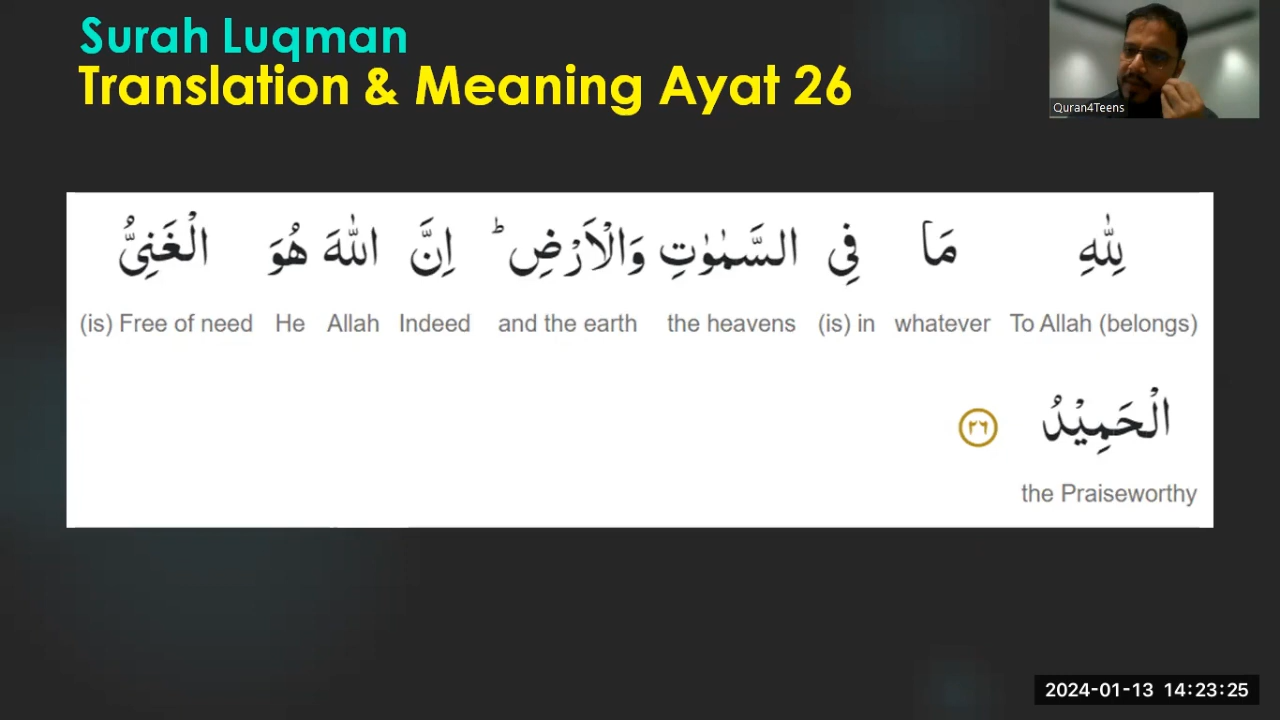 Surah Luqman
Translation & Meaning Ayat 26
Quran4Teens
لِلّٰهِ مَا فِى السَّمٰوٰتِ وَالْاَرْضِ ؕ اِنَّ اللّٰهَ هُوَ الْغَنِىُّ
(is) Free of need He Allah Indeed and the earth the heavens (is) in whatever To Allah (belongs)
الْحَمِيْدُ ٢٦
the Praiseworthy
2024-01-13 14:23:25